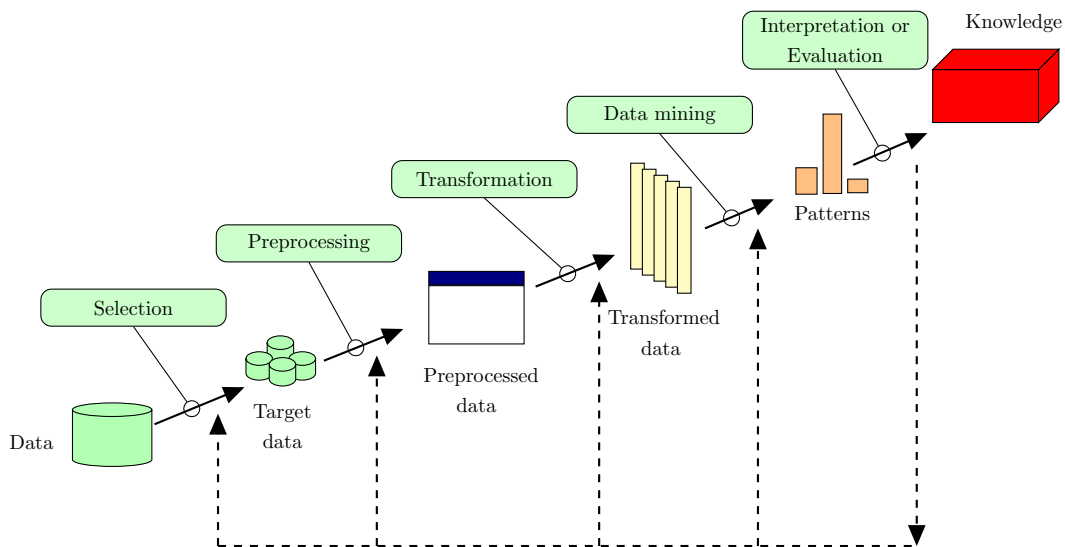 Knowledge
Interpretation or
Evaluation
Data mining
Transformation
Patterns
Preprocessing
Selection
Transformed
data
Preprocessed
data
Target
data
Data